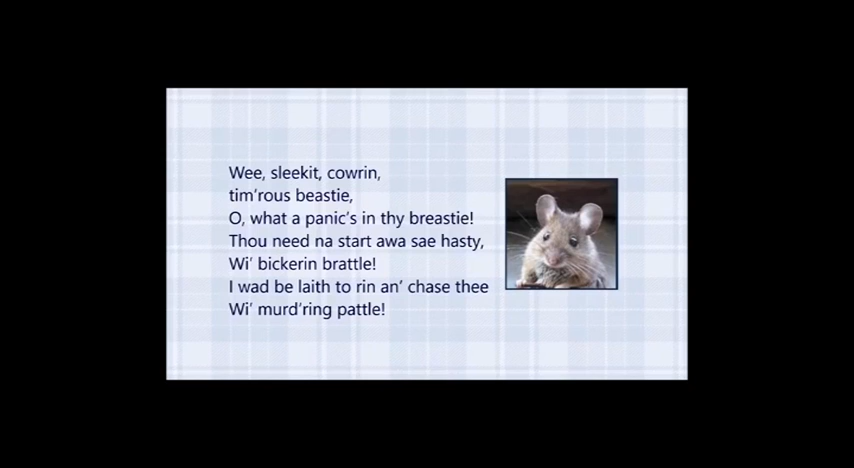 Wee, sleekit, cowrin,
tim’rous beastie,
O, what a panic’s in thy breastie!
Thou need na start awa sae hasty,
Wi’ bickerin brattle!
I wad be laith to rin an’ chase thee
Wi’ murd’ring pattle!